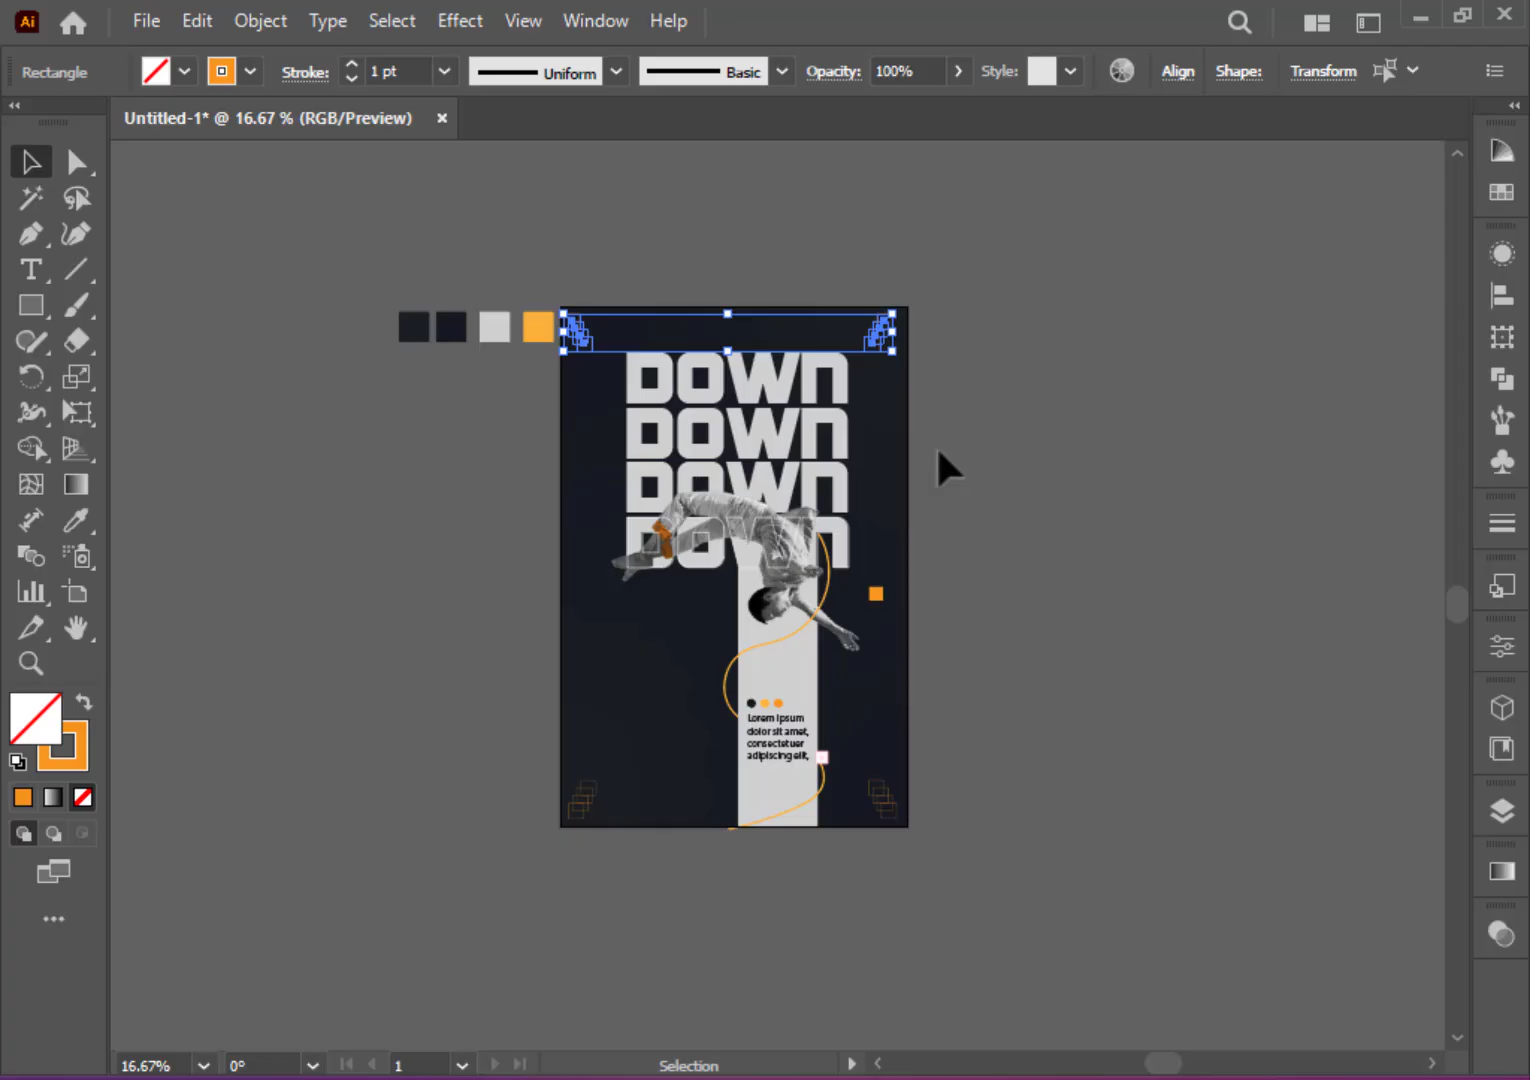 Ai File Edit Object Type Select Effect View Window Help
Rectangle Stroke: 1 pt Uniform Basic Opacity: 100% Style: Align Shape: Transform
Untitled-1* @ 16.67 % (RGB/Preview)
DOWN
DOWN
DOWN
DOWN
Lorem ipsum
dolor sit amet,
consectetuer
adipiscing elit,
16.67% 0° 1 Selection